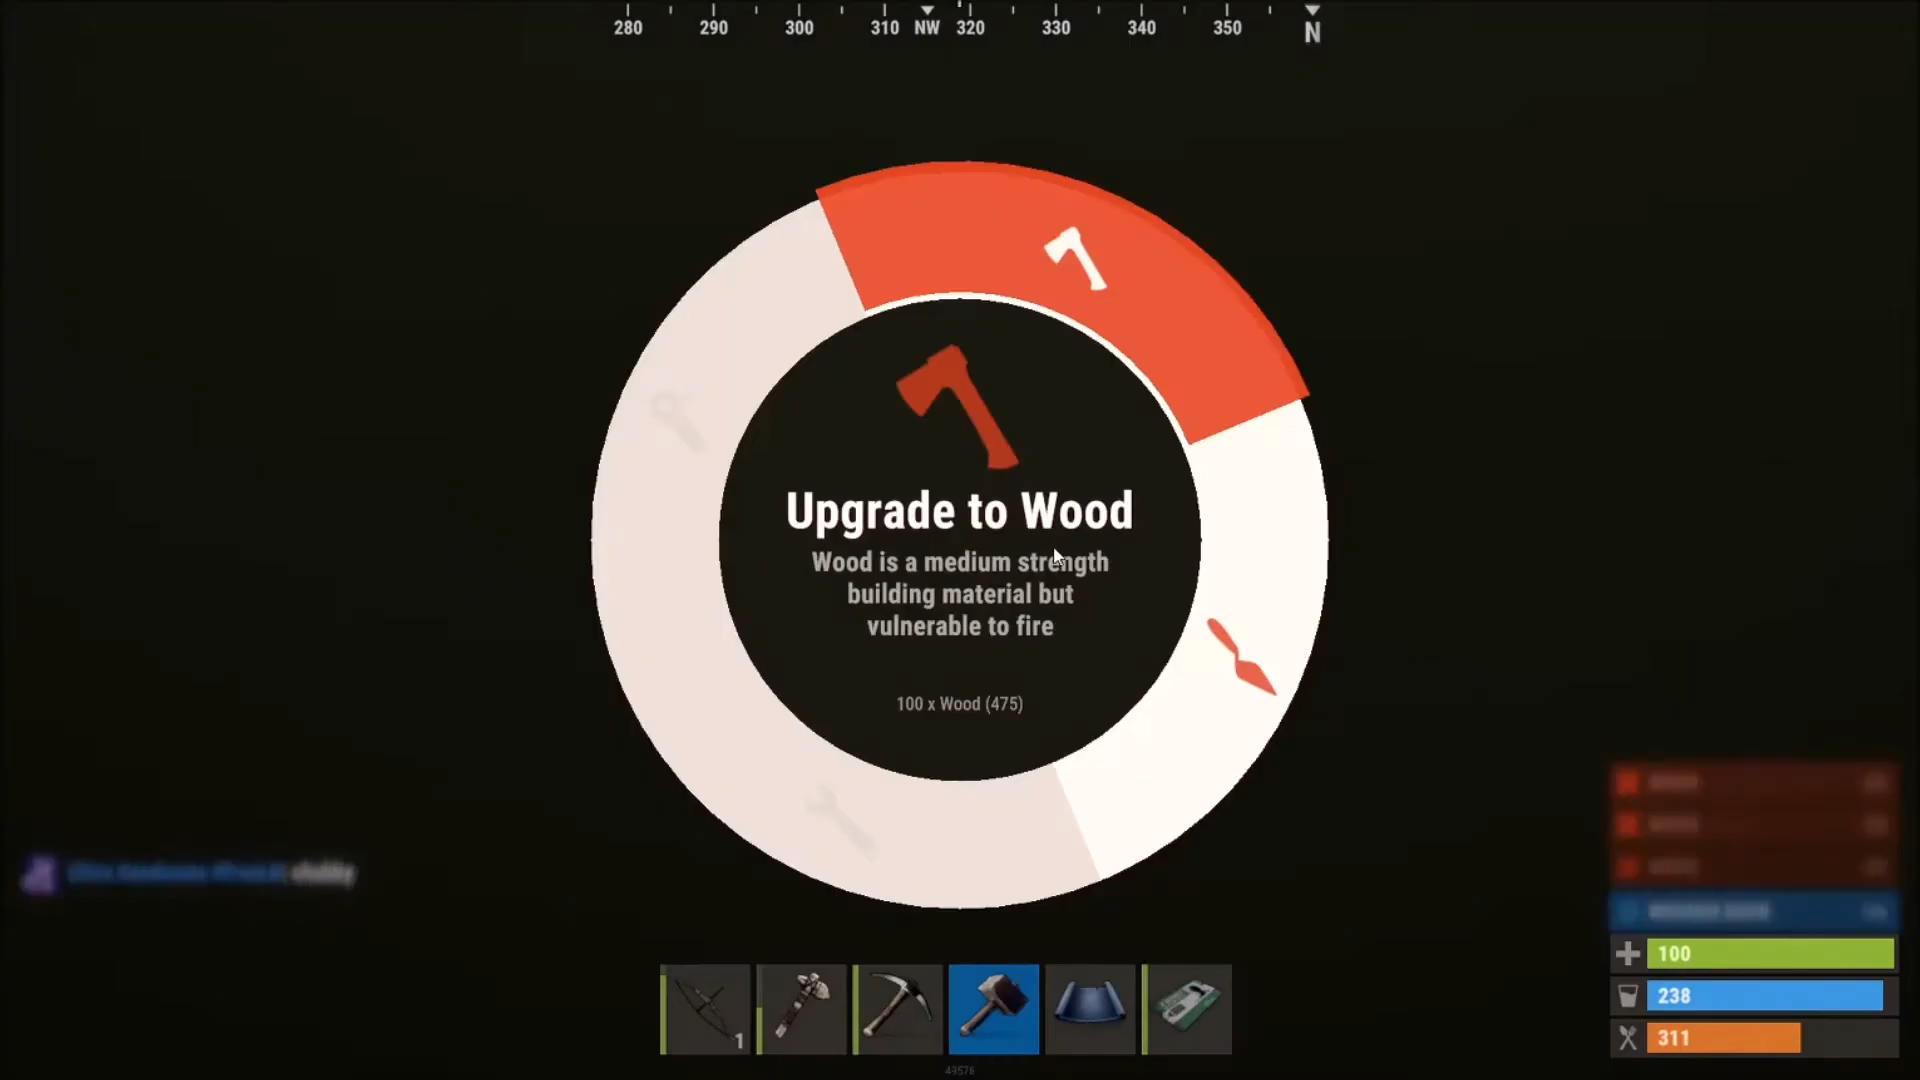 280 290 300 310 NW 320 330 340 350 N
Upgrade to Wood
Wood is a medium strength
building material but
vulnerable to fire
100 x Wood (475)
100
238
311
1
49576